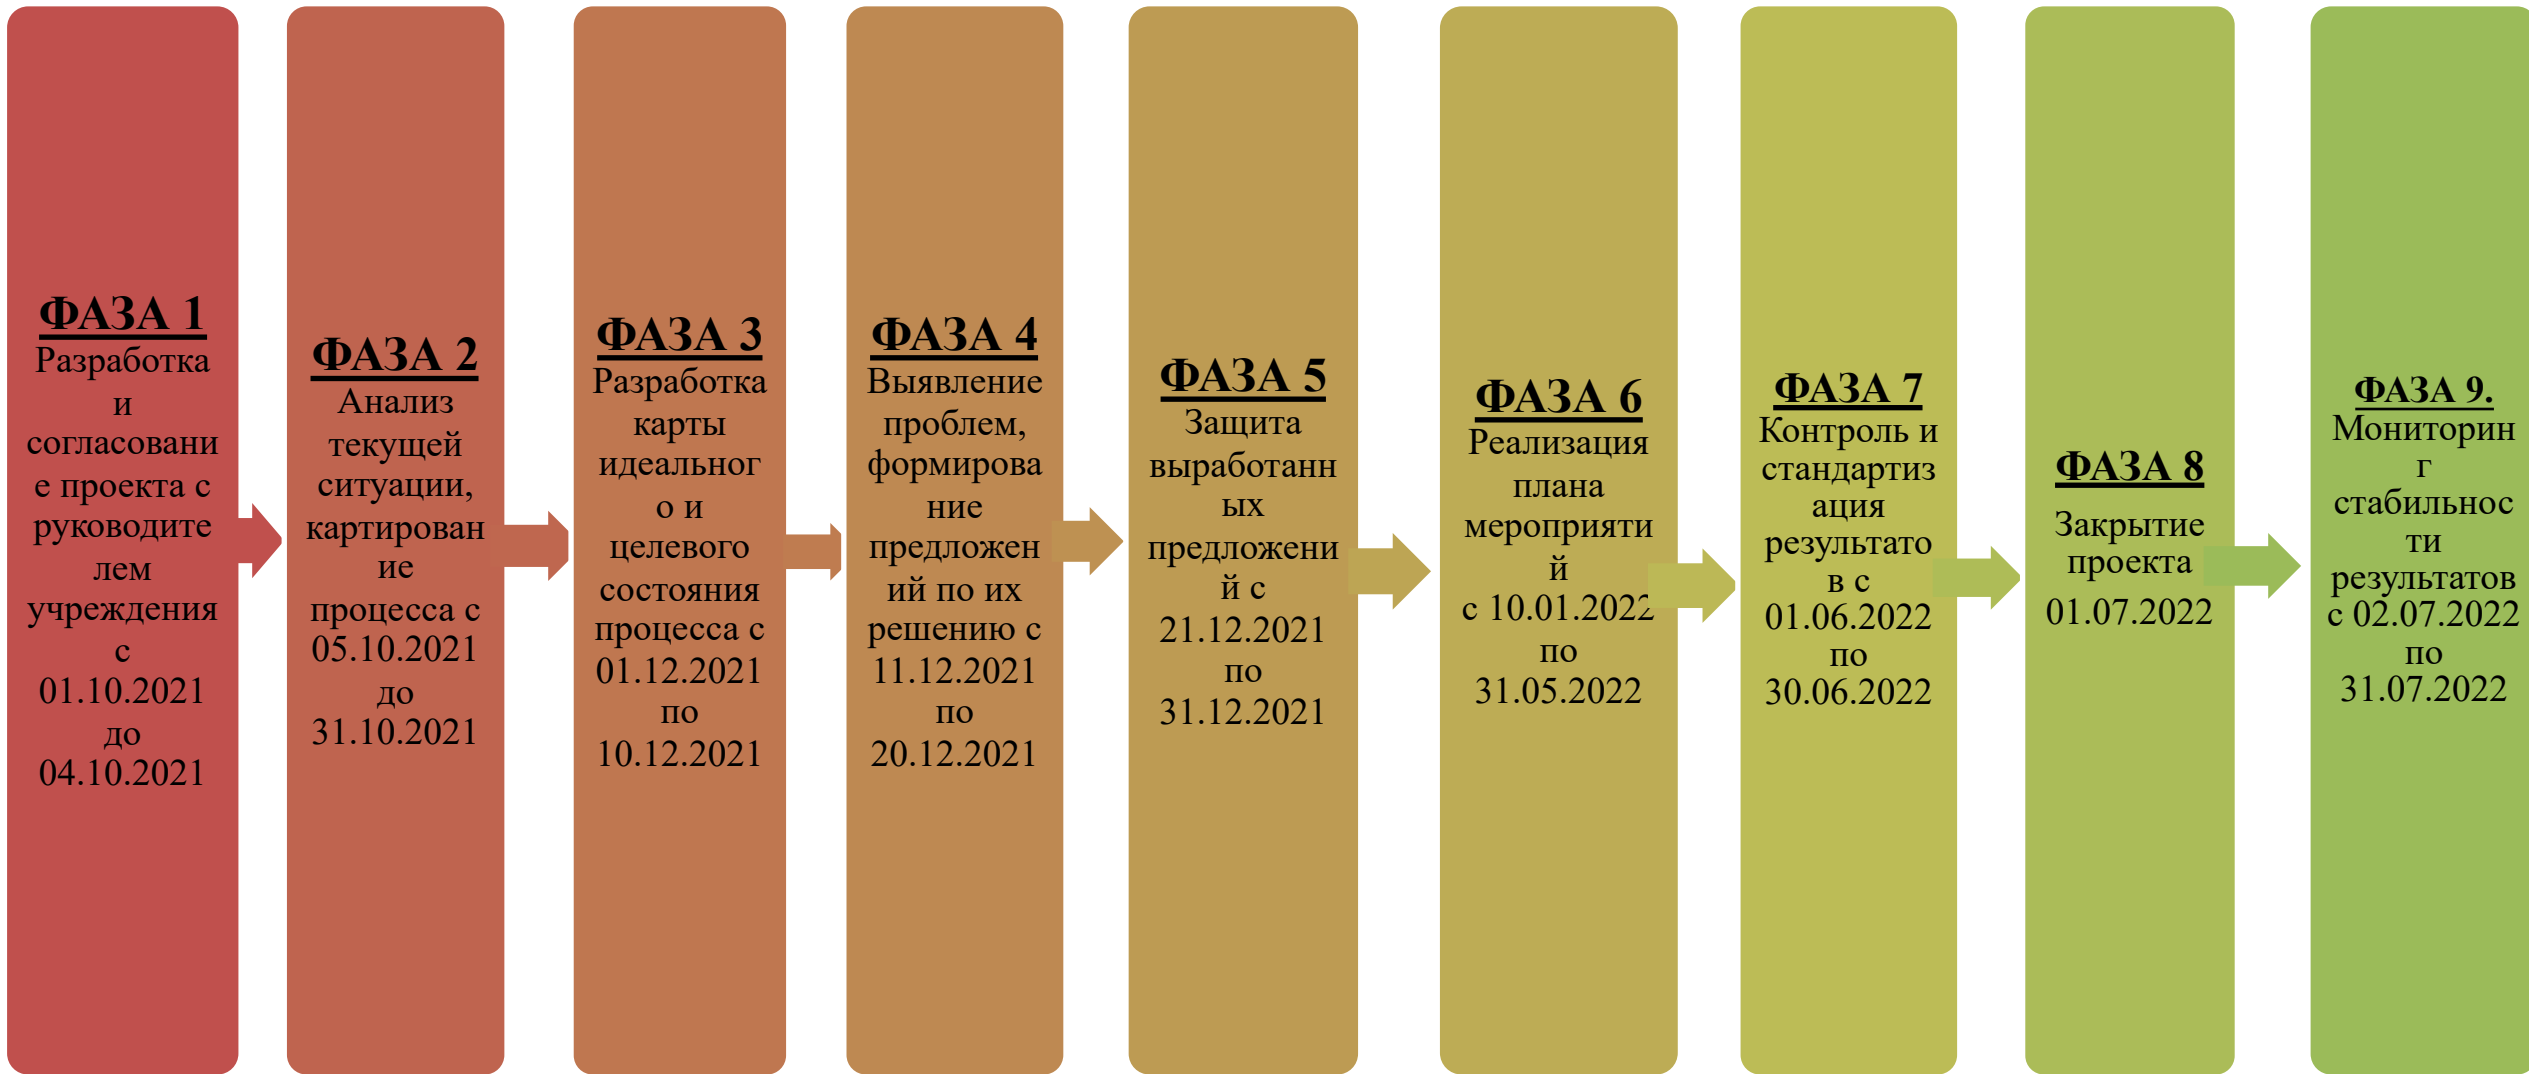 ФАЗА 1
Разработка
и
согласовани
е проекта с
руководите
лем
учреждения
с
01.10.2021
до
04.10.2021
ФАЗА 2
Анализ
текущей
ситуации,
картирован
ие
процесса с
05.10.2021
до
31.10.2021
ФАЗА 3
Разработка
карты
идеальног
о и
целевого
состояния
процесса с
01.12.2021
по
10.12.2021
ФАЗА 4
Выявление
проблем,
формирова
ние
предложен
ий по их
решению с
11.12.2021
по
20.12.2021
ФАЗА 5
Защита
выработанн
ых
предложени
й с
21.12.2021
по
31.12.2021
ФАЗА 6
Реализация
плана
мероприяти
й
с 10.01.2022
по
31.05.2022
ФАЗА 7
Контроль и
стандартиз
ация
результато
в с
01.06.2022
по
30.06.2022
ФАЗА 8
Закрытие
проекта
01.07.2022
ФАЗА 9.
Мониторин
г
стабильнос
ти
результатов
с 02.07.2022
по
31.07.2022